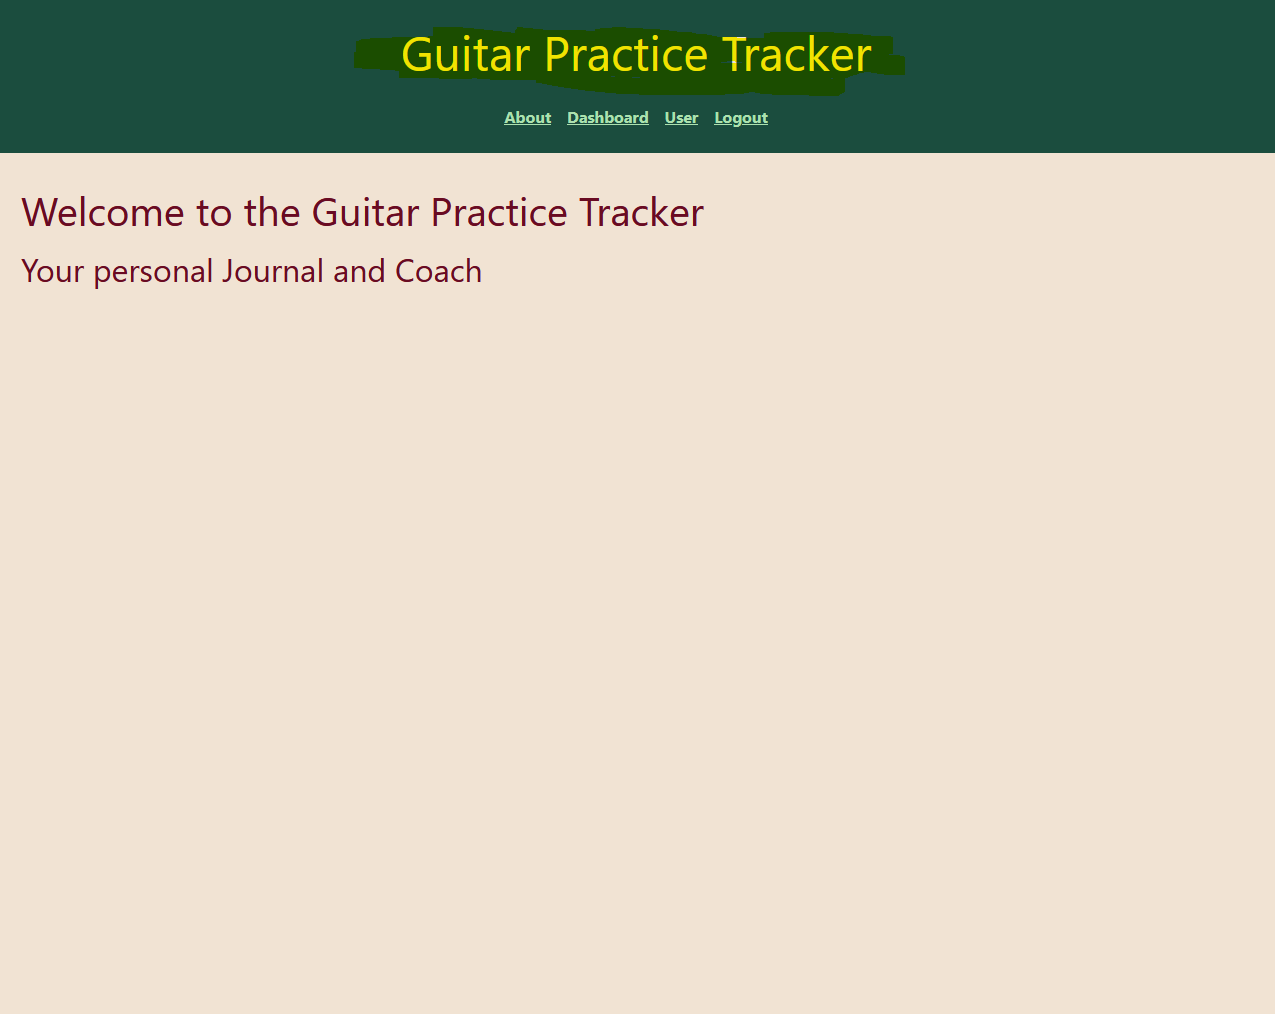 Guitar Practice Tracker
About Dashboard User Logout
Welcome to the Guitar Practice Tracker
Your personal Journal and Coach